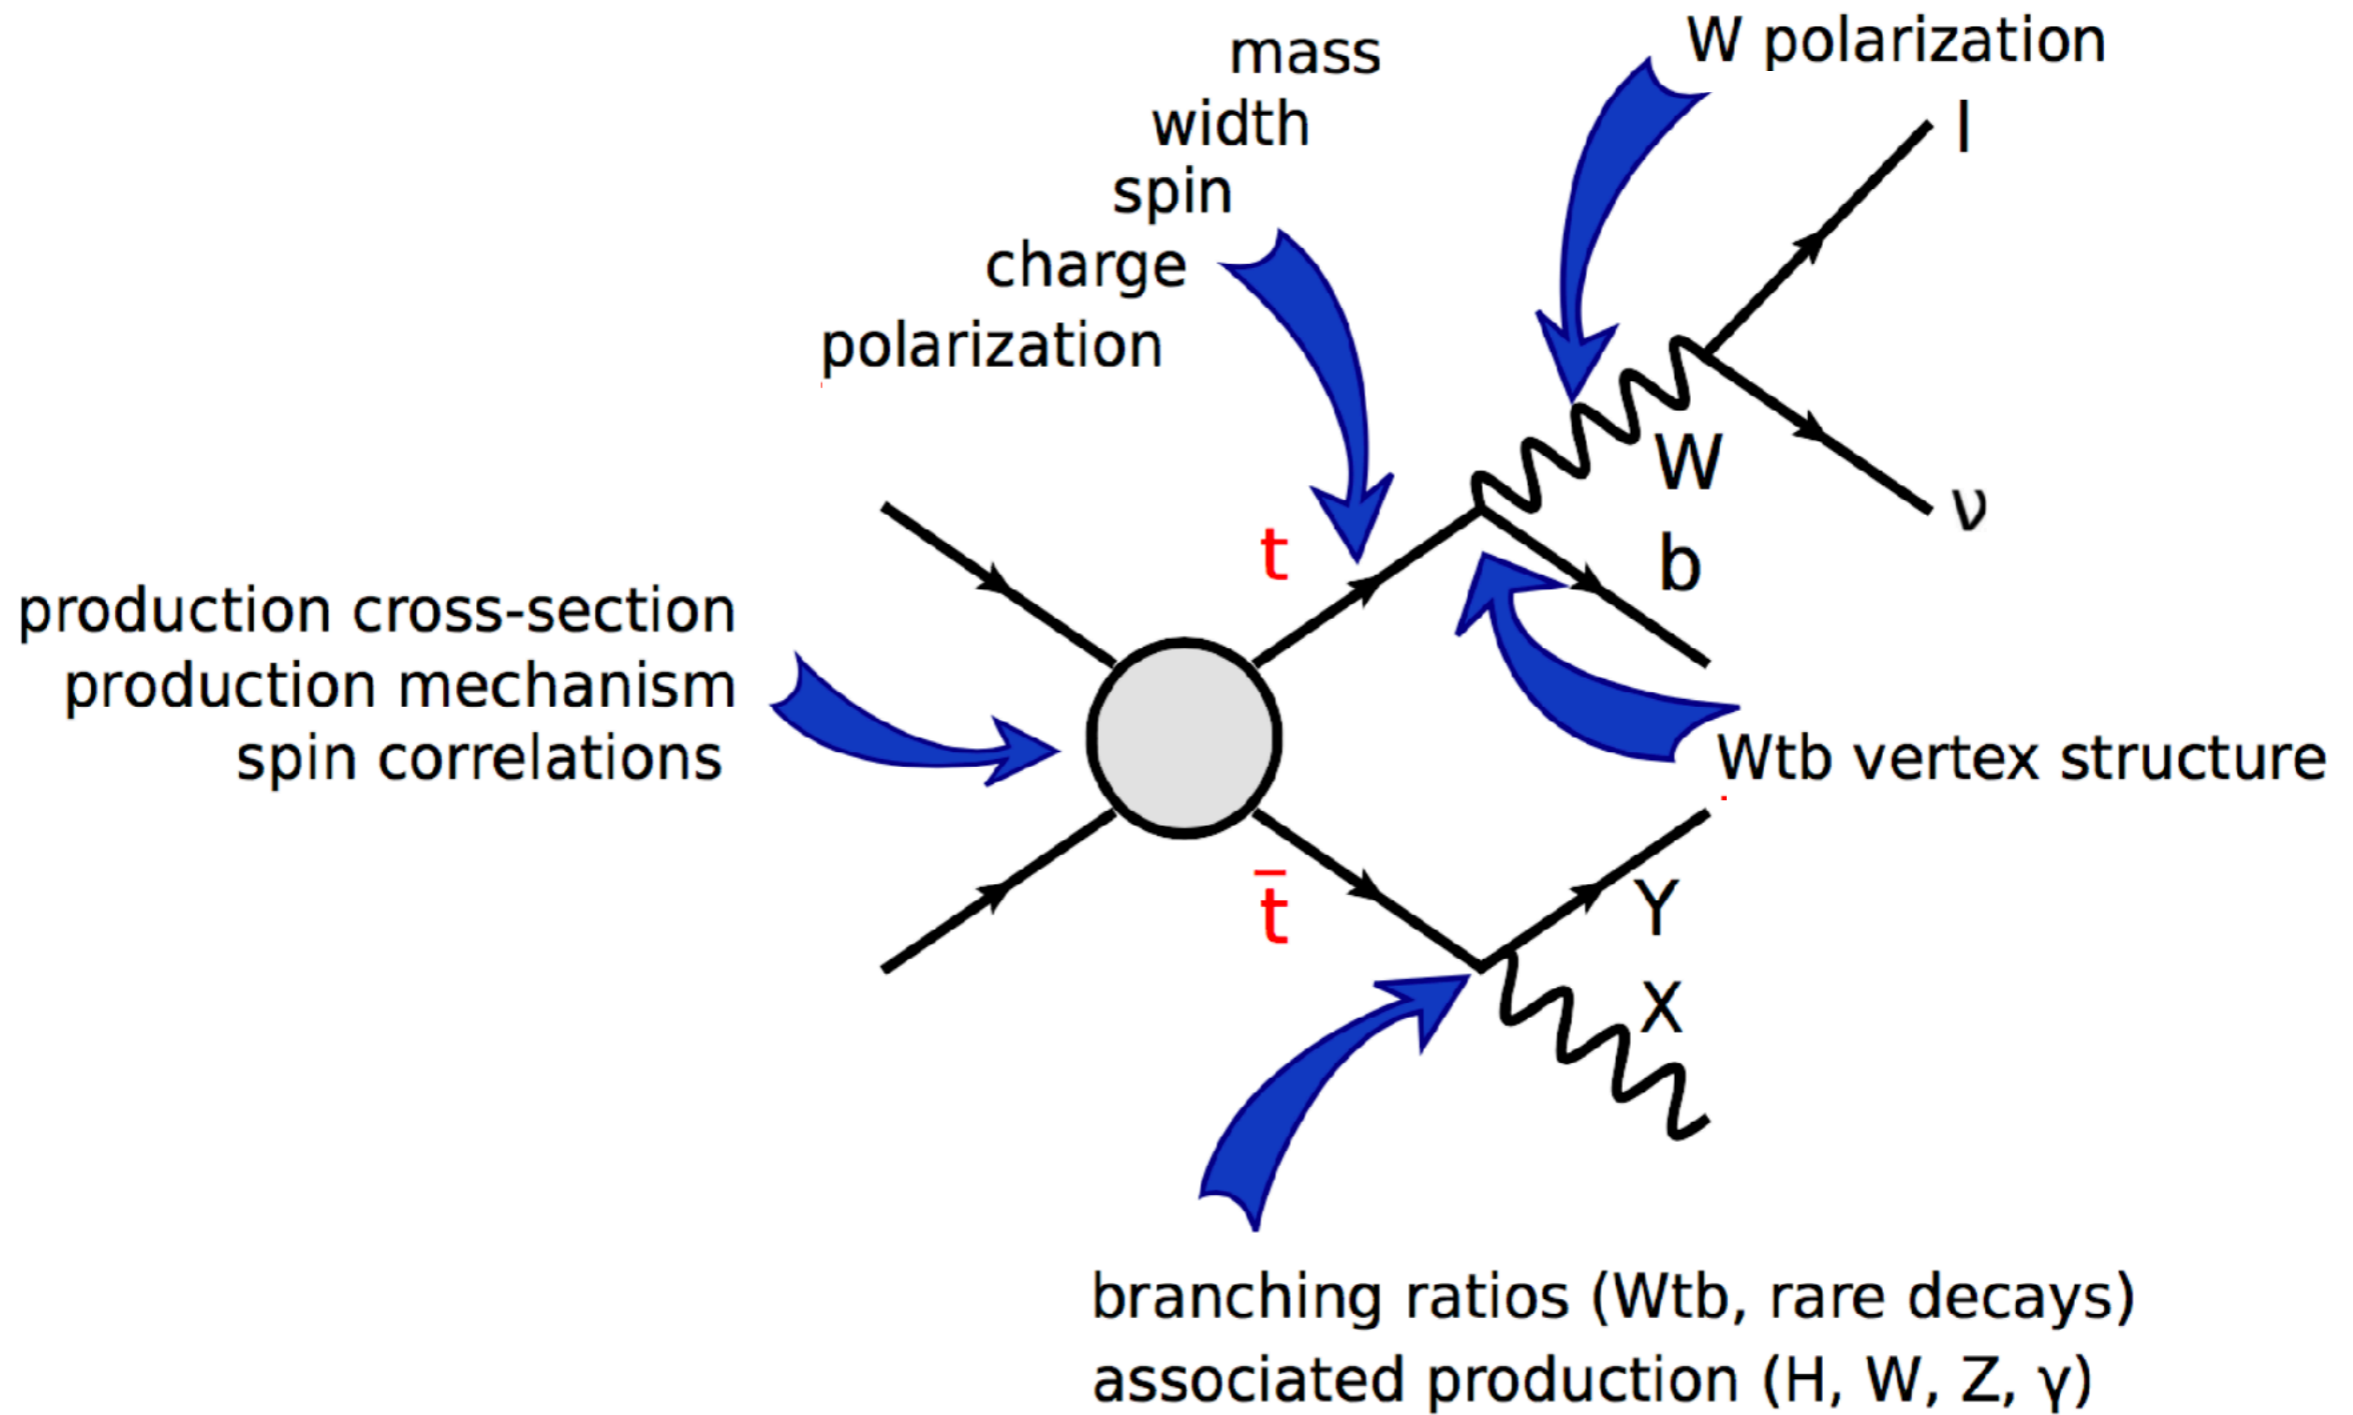 mass
width
spin
charge
polarization
W polarization
l
W
ν
b
t
production cross-section
production mechanism
spin correlations
Wtb vertex structure
t̅
Y
X
branching ratios (Wtb, rare decays)
associated production (H, W, Z, γ)